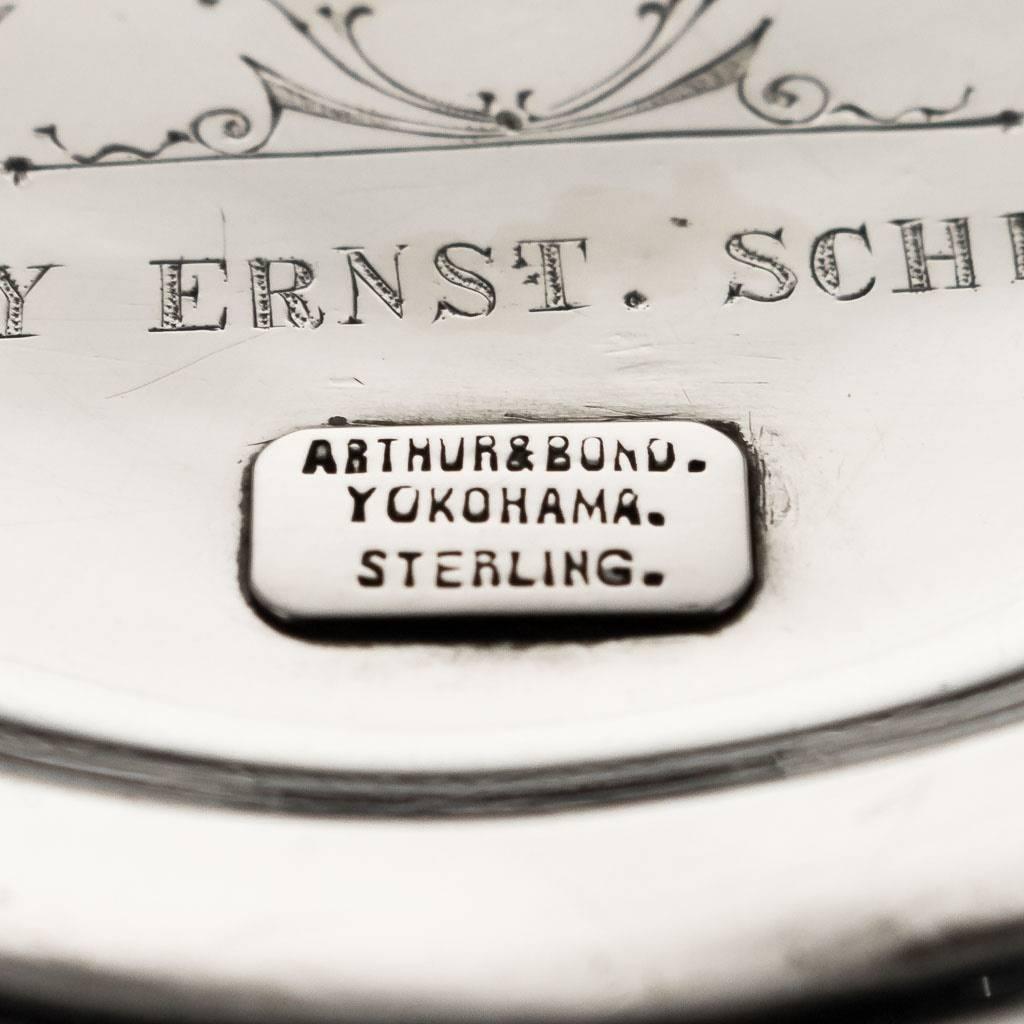 Y ERNST. SCH
ARTHUR&BOND.
YOKOHAMA.
STERLING.